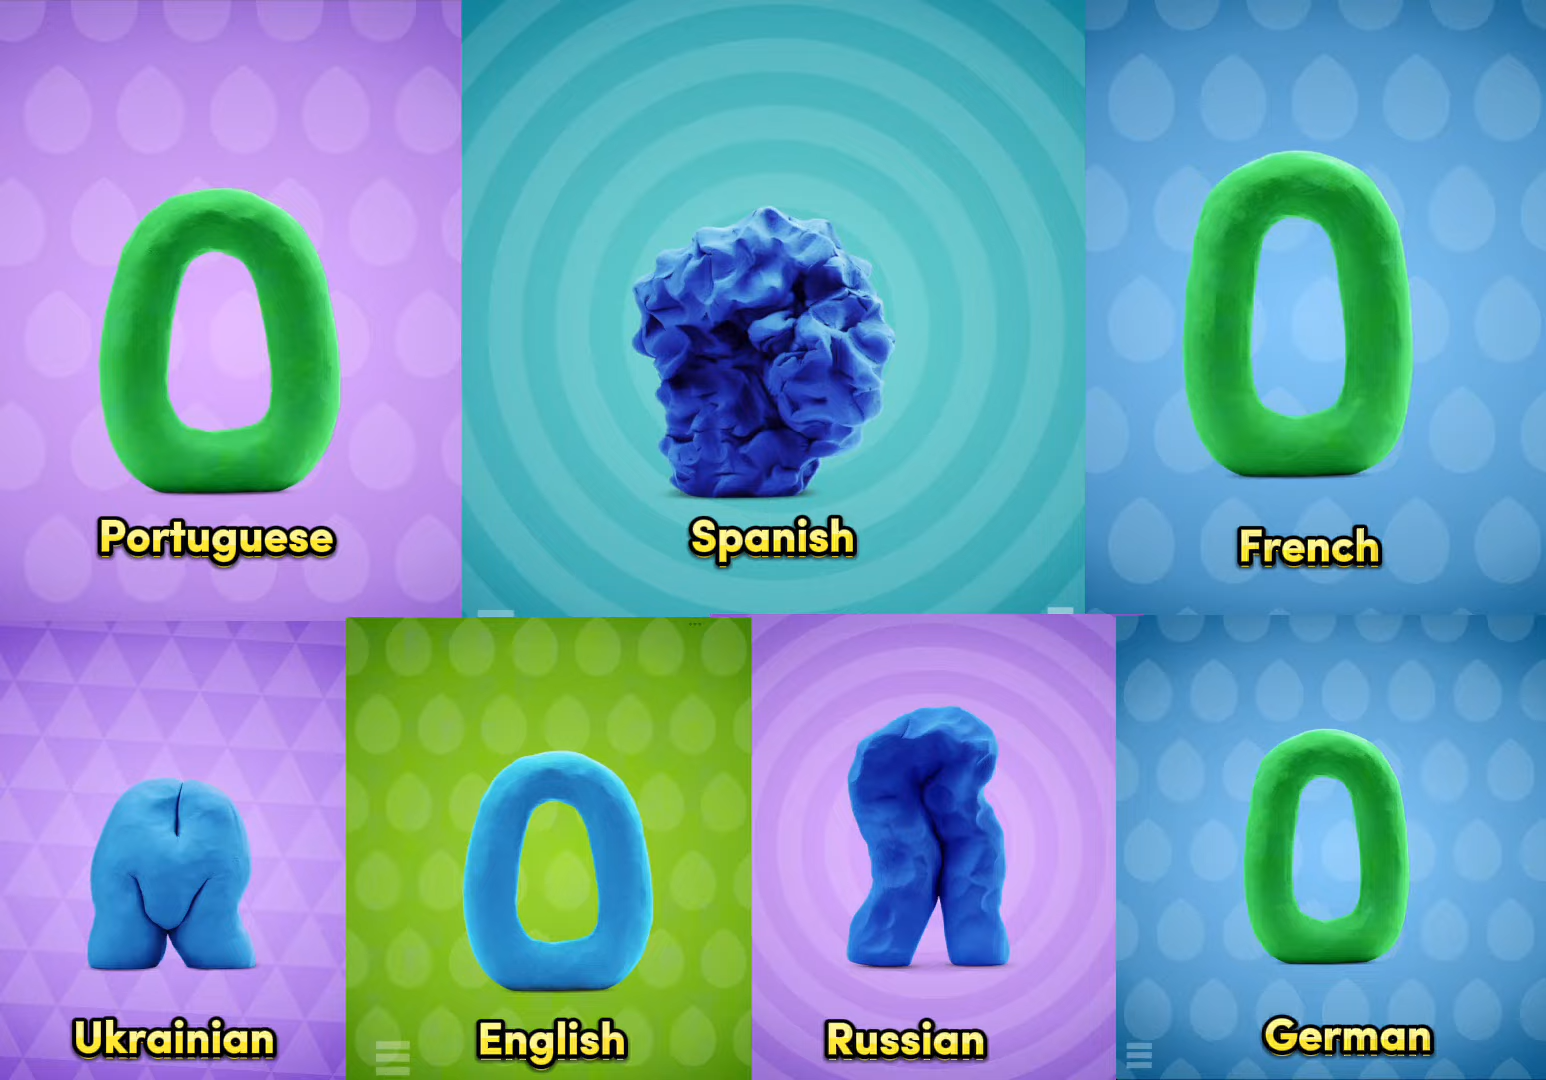 Portuguese
Spanish
French
Ukrainian
English
Russian
German